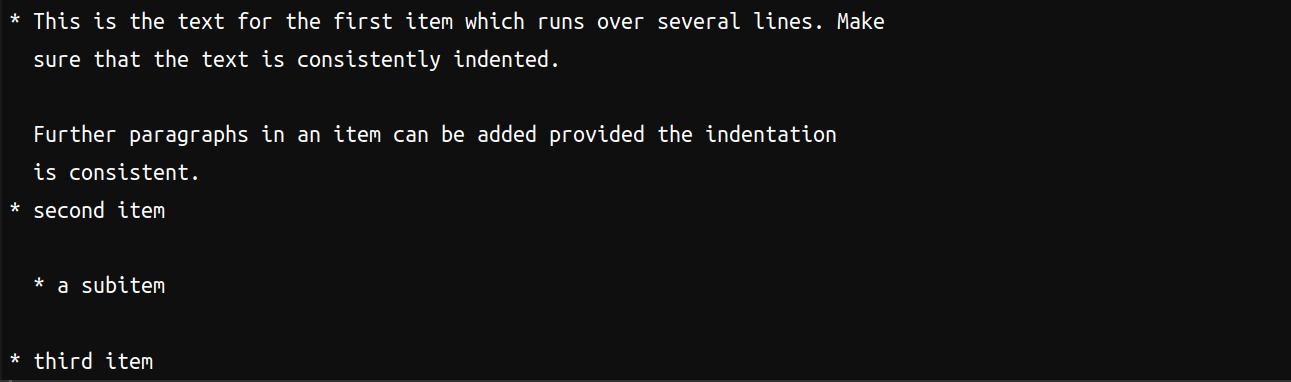 * This is the text for the first item which runs over several lines. Make
  sure that the text is consistently indented.

  Further paragraphs in an item can be added provided the indentation
  is consistent.
* second item

  * a subitem

* third item